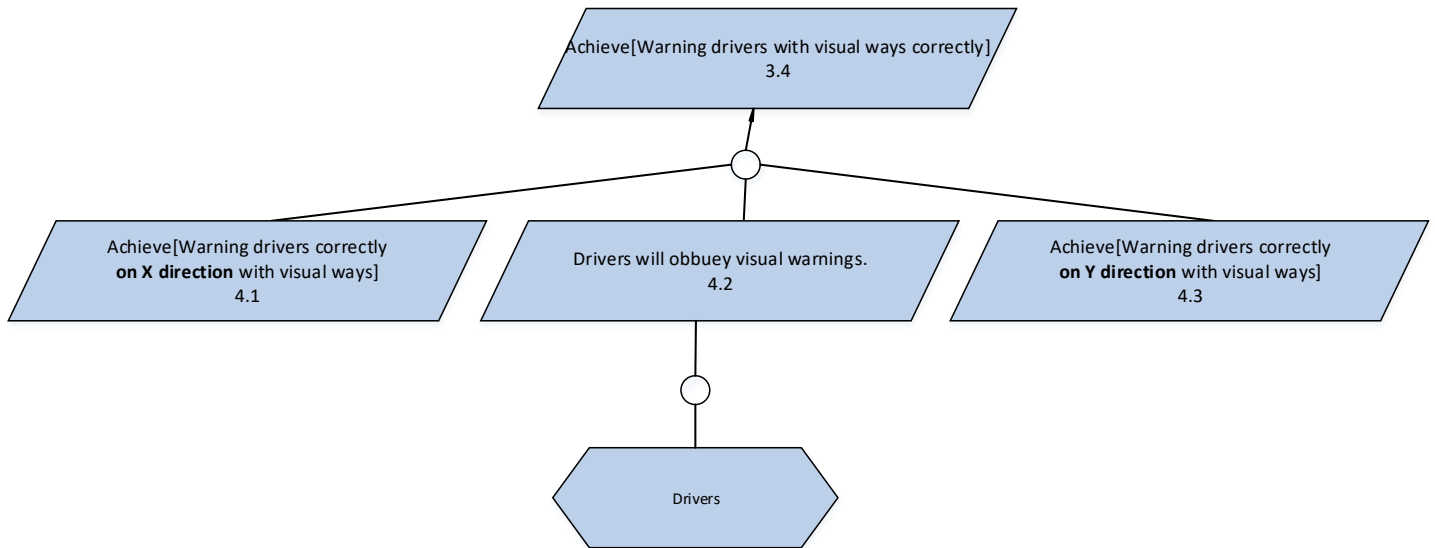 Achieve[Warning drivers with visual ways correctly]
3.4
Achieve[Warning drivers correctly
on X direction with visual ways]
4.1
Drivers will obbuey visual warnings.
4.2
Achieve[Warning drivers correctly
on Y direction with visual ways]
4.3
Drivers